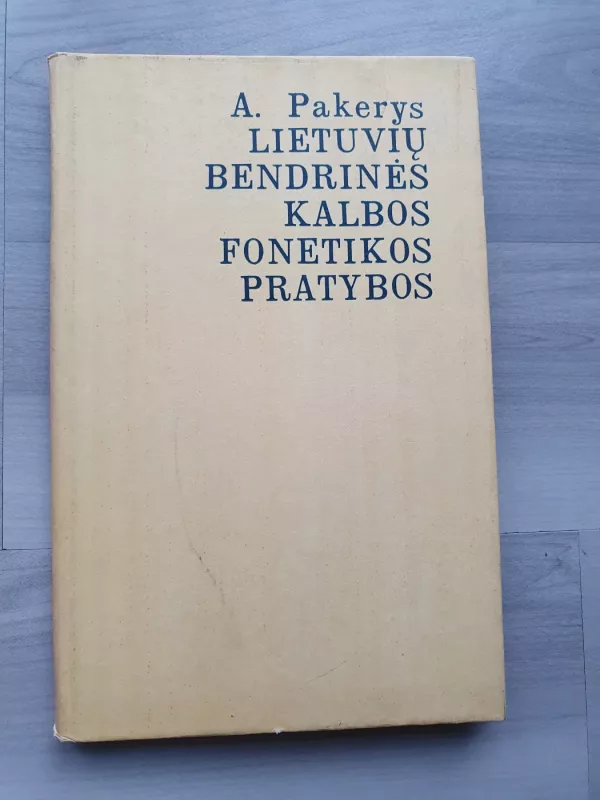 A. Pakerys
LIETUVIŲ
BENDRINĖS
KALBOS
FONETIKOS
PRATYBOS